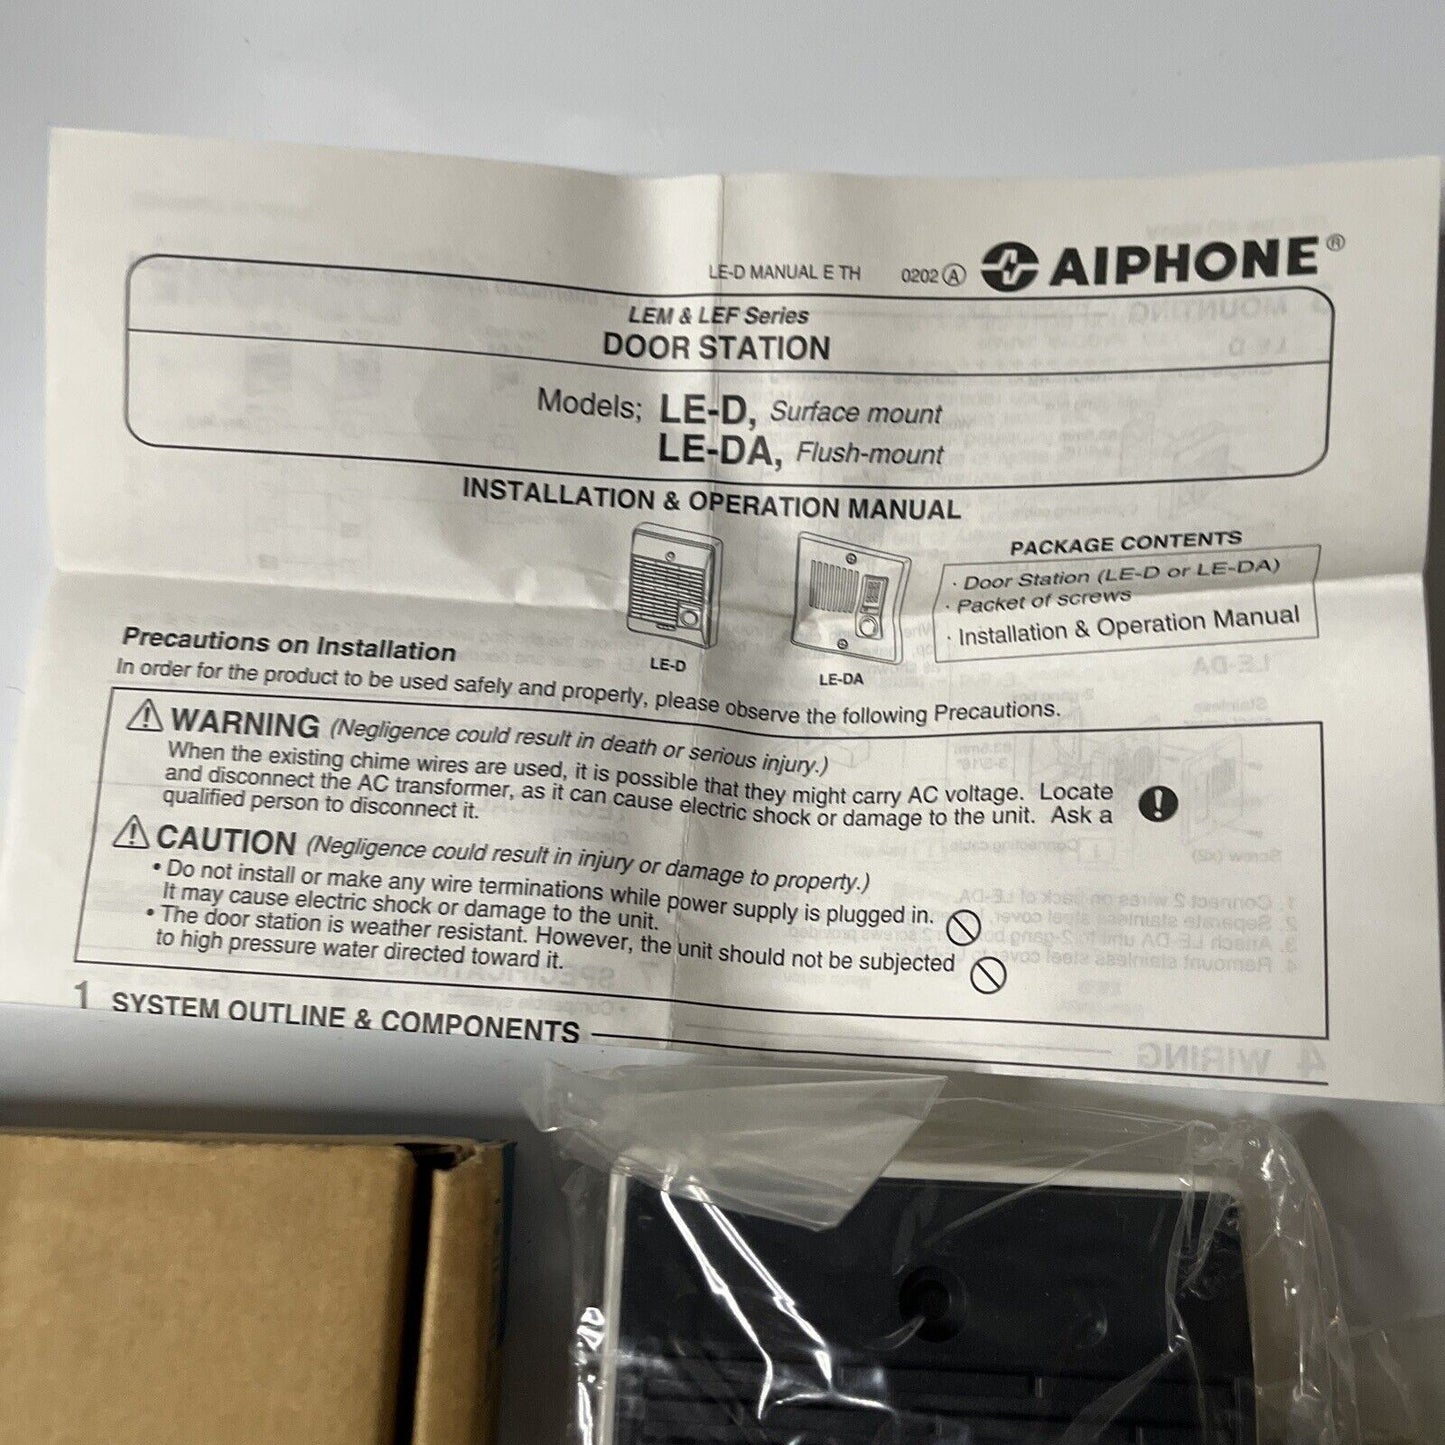 LE-D MANUAL E TH 0202 A AIPHONE®
LEM & LEF Series
DOOR STATION
Models; LE-D, Surface mount
LE-DA, Flush-mount
INSTALLATION & OPERATION MANUAL
PACKAGE CONTENTS
· Door Station (LE-D or LE-DA)
· Packet of screws
· Installation & Operation Manual
LE-D
LE-DA
Precautions on Installation
In order for the product to be used safely and properly, please observe the following Precautions.
WARNING (Negligence could result in death or serious injury.)
When the existing chime wires are used, it is possible that they might carry AC voltage. Locate
and disconnect the AC transformer, as it can cause electric shock or damage to the unit. Ask a
qualified person to disconnect it.
CAUTION (Negligence could result in injury or damage to property.)
• Do not install or make any wire terminations while power supply is plugged in.
It may cause electric shock or damage to the unit.
• The door station is weather resistant. However, the unit should not be subjected
to high pressure water directed toward it.
1 SYSTEM OUTLINE & COMPONENTS